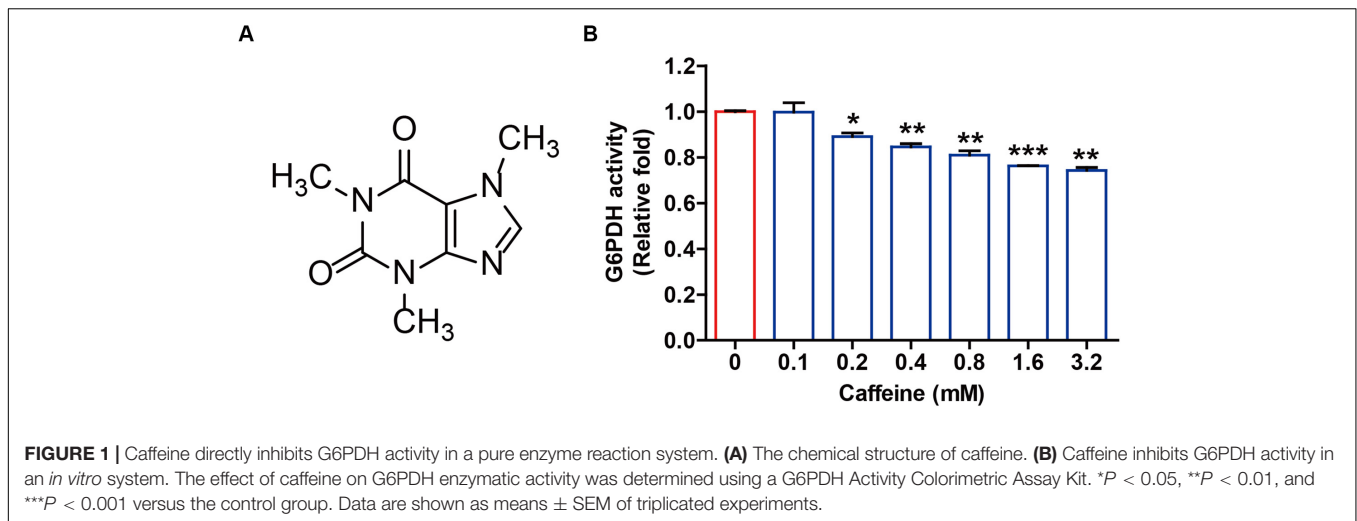 A
B
O
CH3
H3C
N
N
O
N
N
CH3
G6PDH activity
(Relative fold)
1.2
1.0
0.8
0.6
0.4
0.2
0.0
*
**
**
***
**
0 0.1 0.2 0.4 0.8 1.6 3.2
Caffeine (mM)
FIGURE 1 | Caffeine directly inhibits G6PDH activity in a pure enzyme reaction system. (A) The chemical structure of caffeine. (B) Caffeine inhibits G6PDH activity in
an in vitro system. The effect of caffeine on G6PDH enzymatic activity was determined using a G6PDH Activity Colorimetric Assay Kit. *P < 0.05, **P < 0.01, and
***P < 0.001 versus the control group. Data are shown as means ± SEM of triplicated experiments.